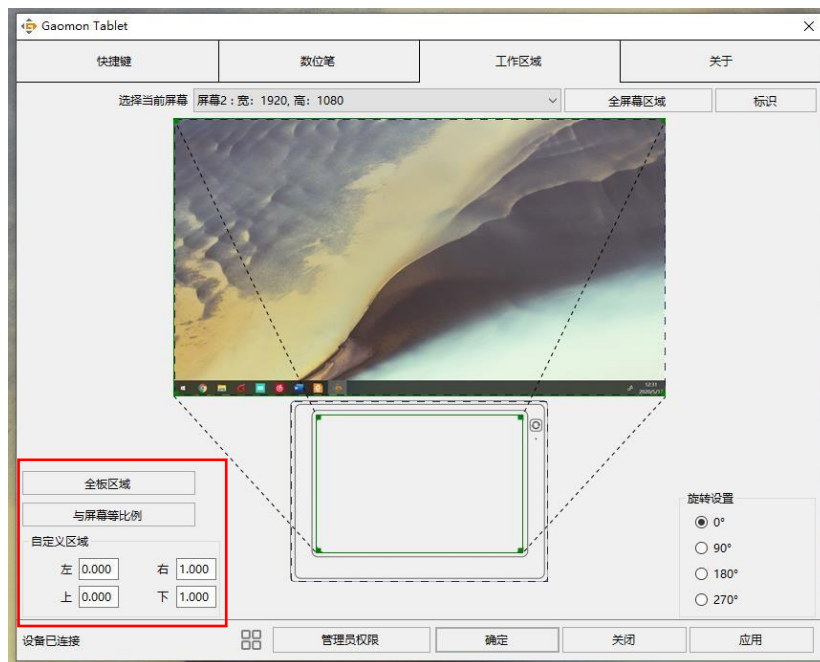 Gaomon Tablet
快捷键 数位笔 工作区域 关于
选择当前屏幕 屏幕2 : 宽: 1920, 高: 1080 全屏幕区域 标识
12:31
全板区域
与屏幕等比例
自定义区域
左 0.000 右 1.000
上 0.000 下 1.000
旋转设置
0°
90°
180°
270°
设备已连接 管理员权限 确定 关闭 应用